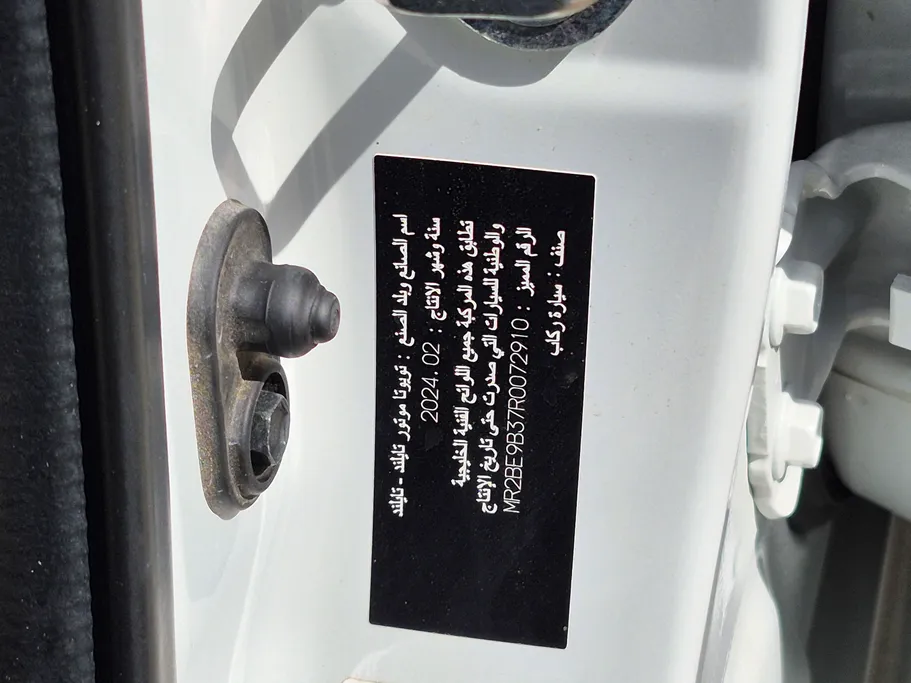 اسم الصانع وبلد الصنع : تويوتا موتور تايلند - تايلند
سنة وشهر الانتاج : 2024.02
تطابق هذه المركبة جميع اللوائح الفنية الخليجية
والوطنية للسيارات التي صدرت حتى تاريخ الإنتاج
الرقم المميز : MR2BE9B37R0072910
صنف : سيارة ركاب